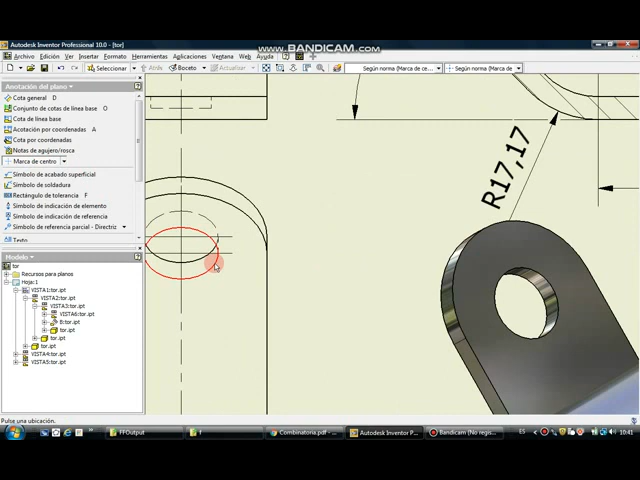 Autodesk Inventor Professional 10.0 - [tor]
WWW.BANDICAM.COM
Archivo Edición Ver Insertar Formato Herramientas Aplicaciones Ventana Web Ayuda
Seleccionar Boceto Actualizar Según norma (Marca de ce... Según norma (Marca de...
Anotación del plano
Cota general D
Conjunto de cotas de línea base O
Cota de línea base
Acotación por coordenadas A
Cota por coordenadas
Notas de agujero/rosca
Marca de centro
Símbolo de acabado superficial
Símbolo de soldadura
Rectángulo de tolerancia F
Símbolo de indicación de elemento
Símbolo de indicación de referencia
Símbolo de referencia parcial - Directriz
Texto
Modelo
tor
Recursos para planos
Hoja:1
VISTA1:tor.ipt
VISTA2:tor.ipt
VISTA3:tor.ipt
VISTA6:tor.ipt
B:tor.ipt
tor.ipt
tor.ipt
tor.ipt
VISTA4:tor.ipt
VISTA5:tor.ipt
R17,17
Pulse una ubicación.
FFOutput
f
Combinatoria.pdf - ...
Autodesk Inventor P...
Bandicam (No regis...
ES
10:41